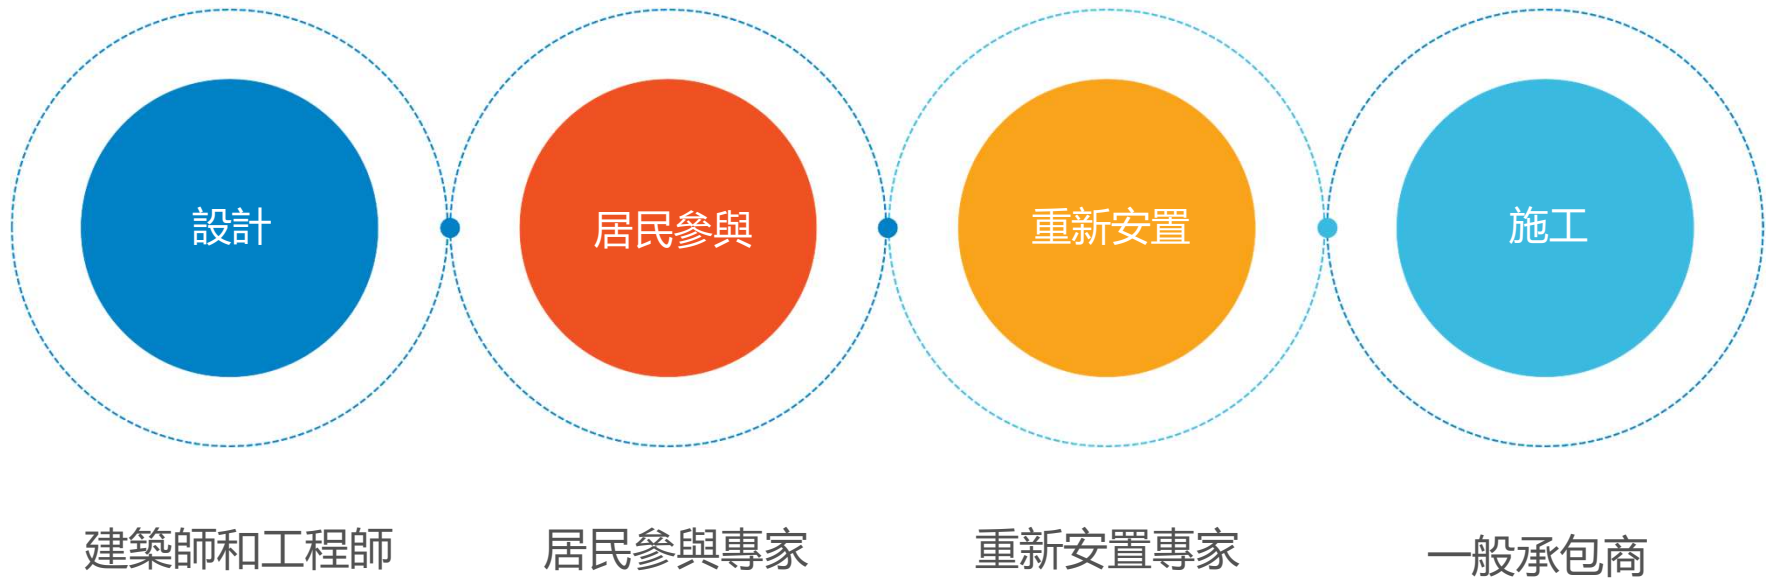 設計
居民參與
重新安置
施工
建築師和工程師
居民參與專家
重新安置專家
一般承包商